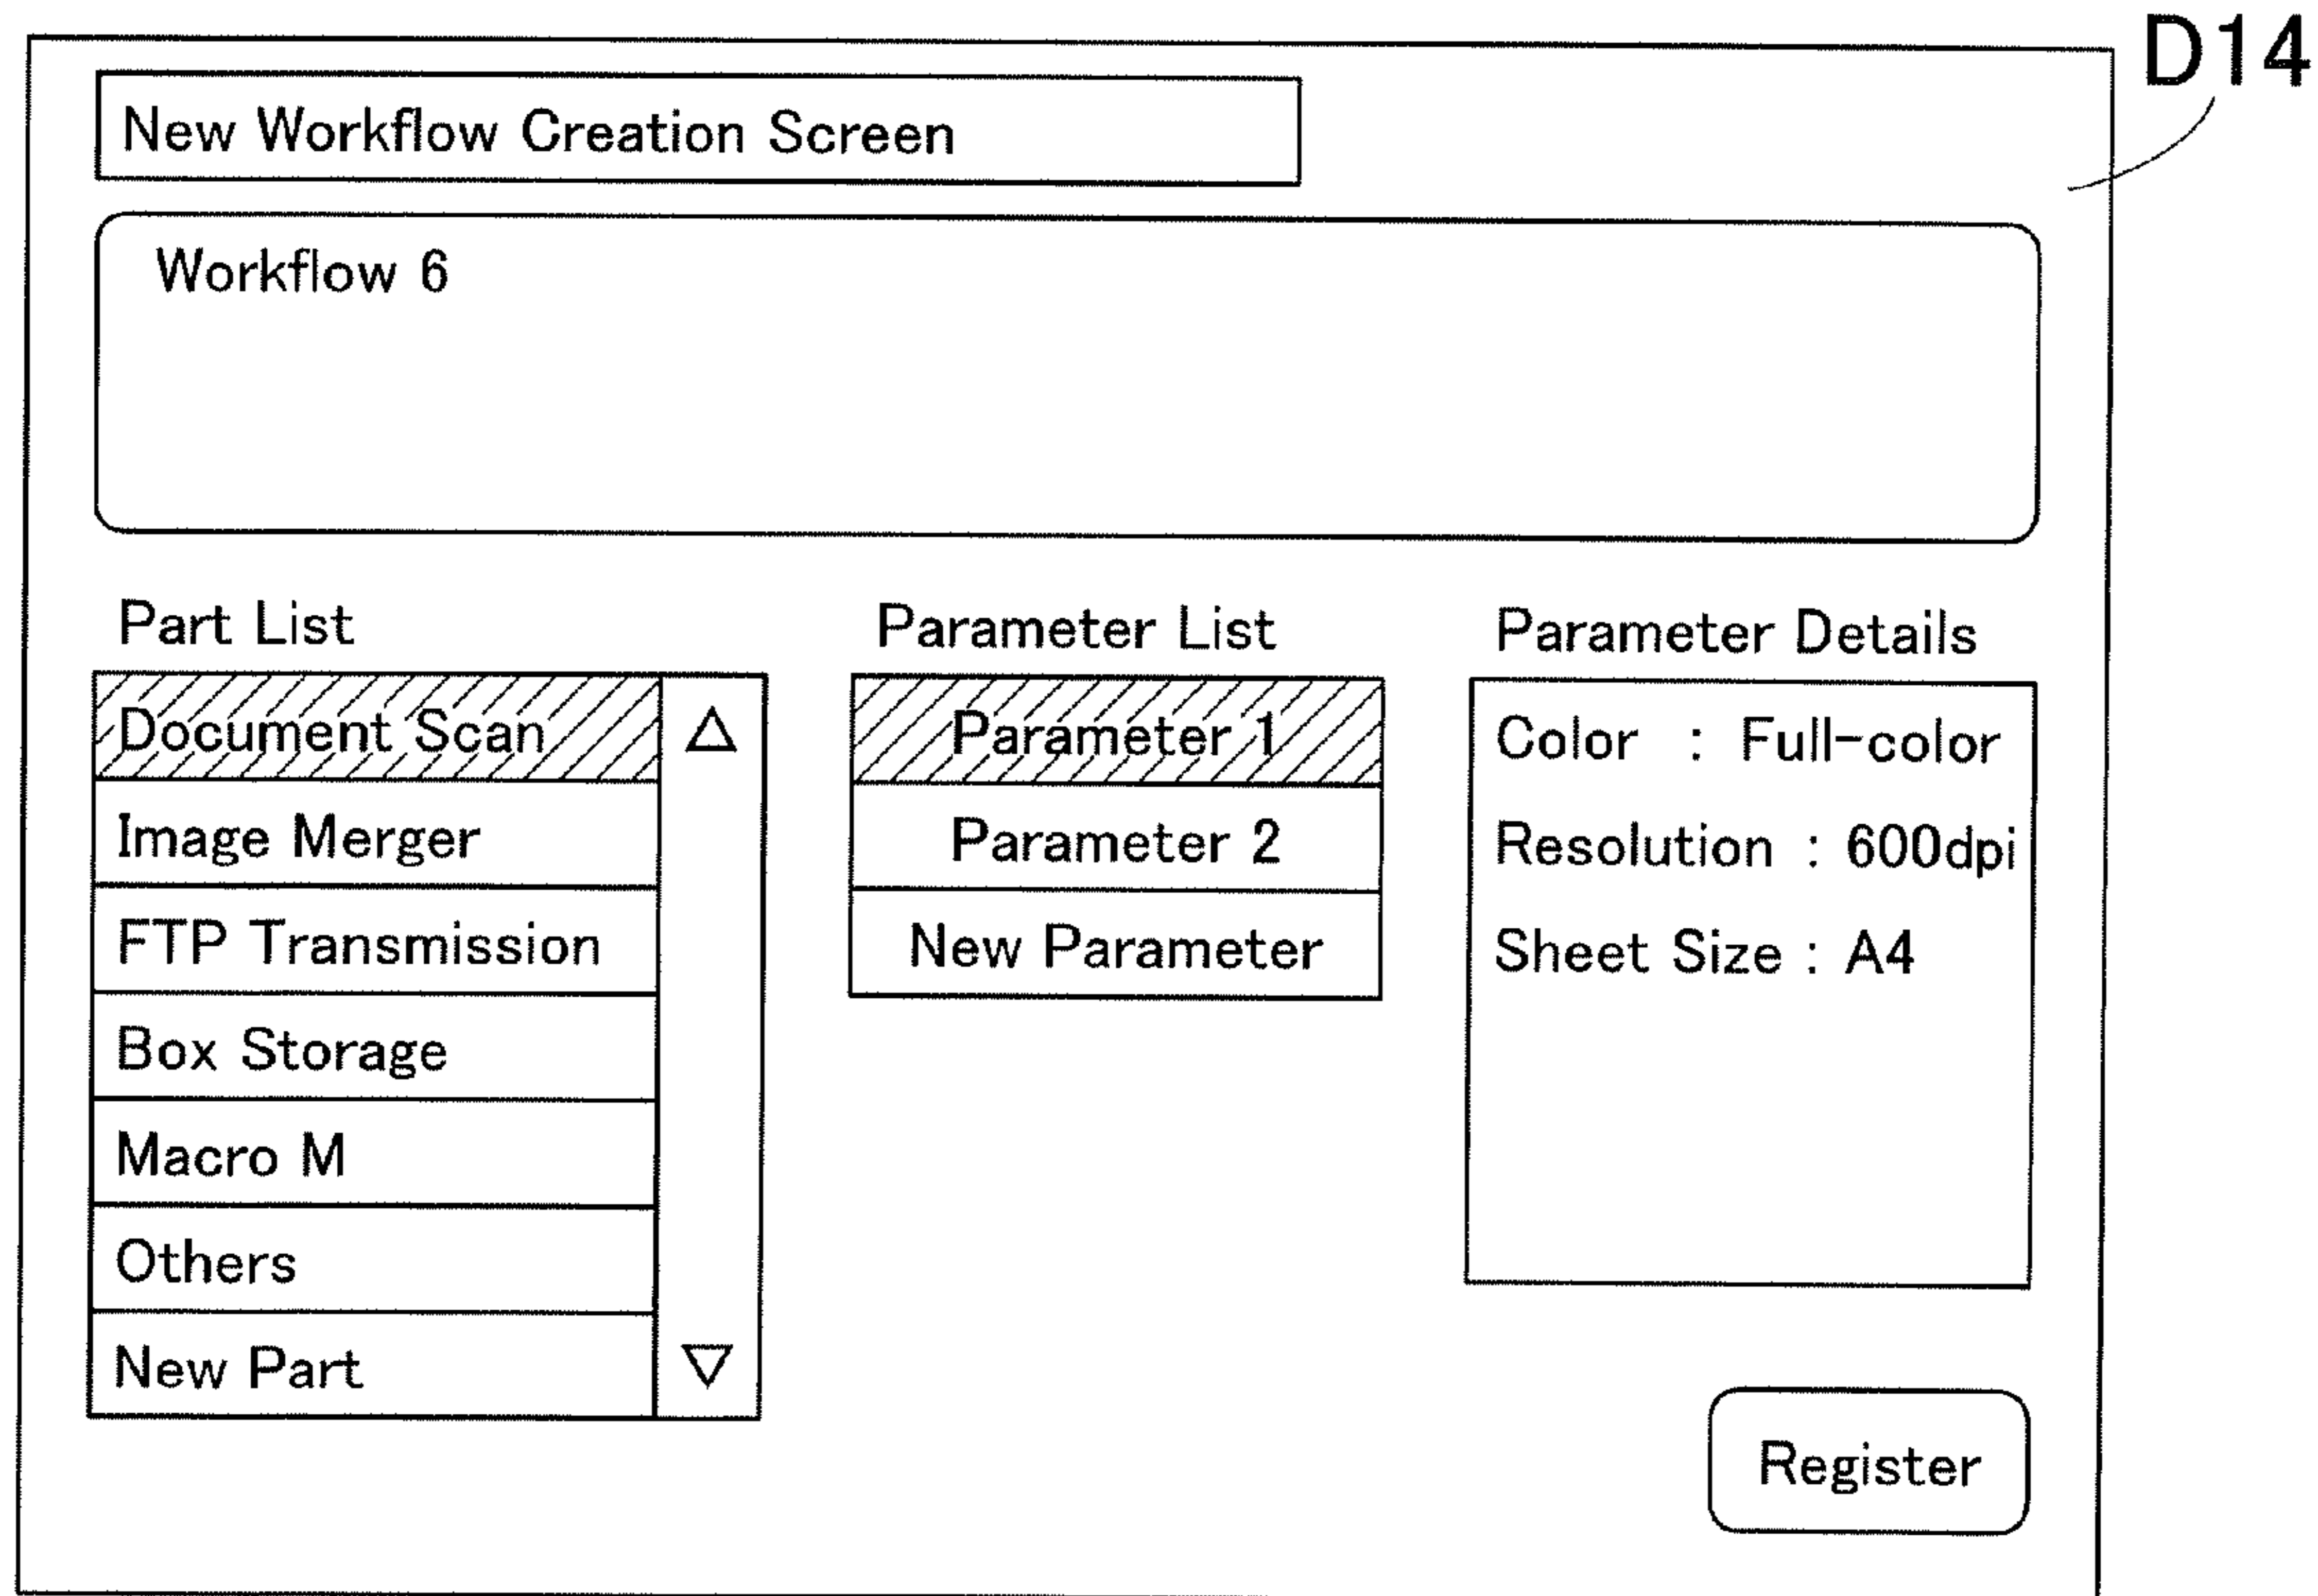 D14
New Workflow Creation Screen
Workflow 6
Part List
Document Scan
Image Merger
FTP Transmission
Box Storage
Macro M
Others
New Part
Parameter List
Parameter 1
Parameter 2
New Parameter
Parameter Details
Color : Full-color
Resolution : 600dpi
Sheet Size : A4
Register